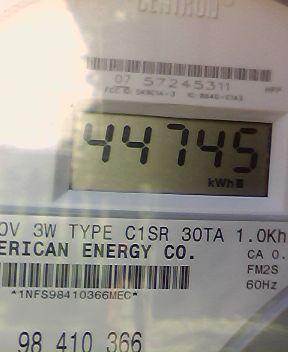 CENTRON
07 57245311
44745
kWh
0V 3W TYPE C1SR 30TA 1.0Kh
ERICAN ENERGY CO.
CA 0.
FM2S
*1NFS98410366MEC*
60Hz
98 410 366